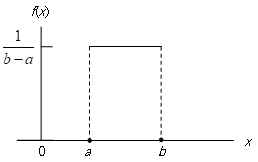 f(x)
1
b – a
0 a b x